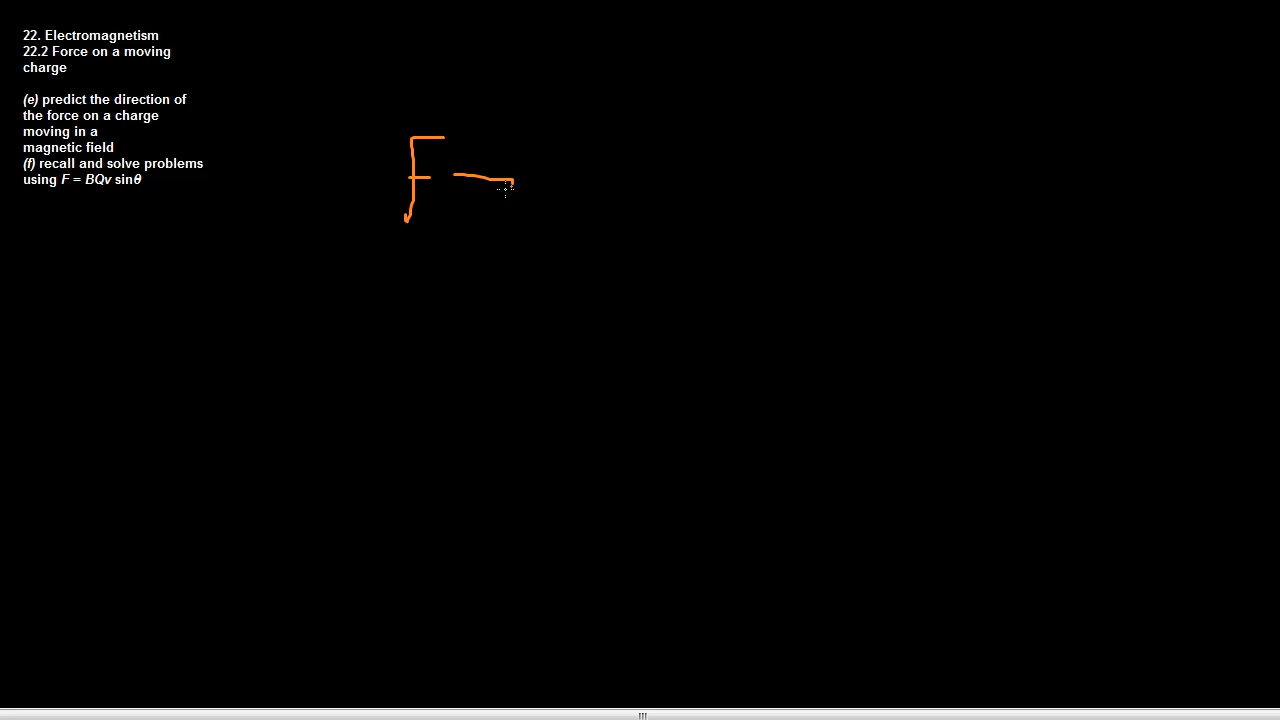 22. Electromagnetism
22.2 Force on a moving
charge
(e) predict the direction of
the force on a charge
moving in a
magnetic field
(f) recall and solve problems
using F = BQv sinθ
F